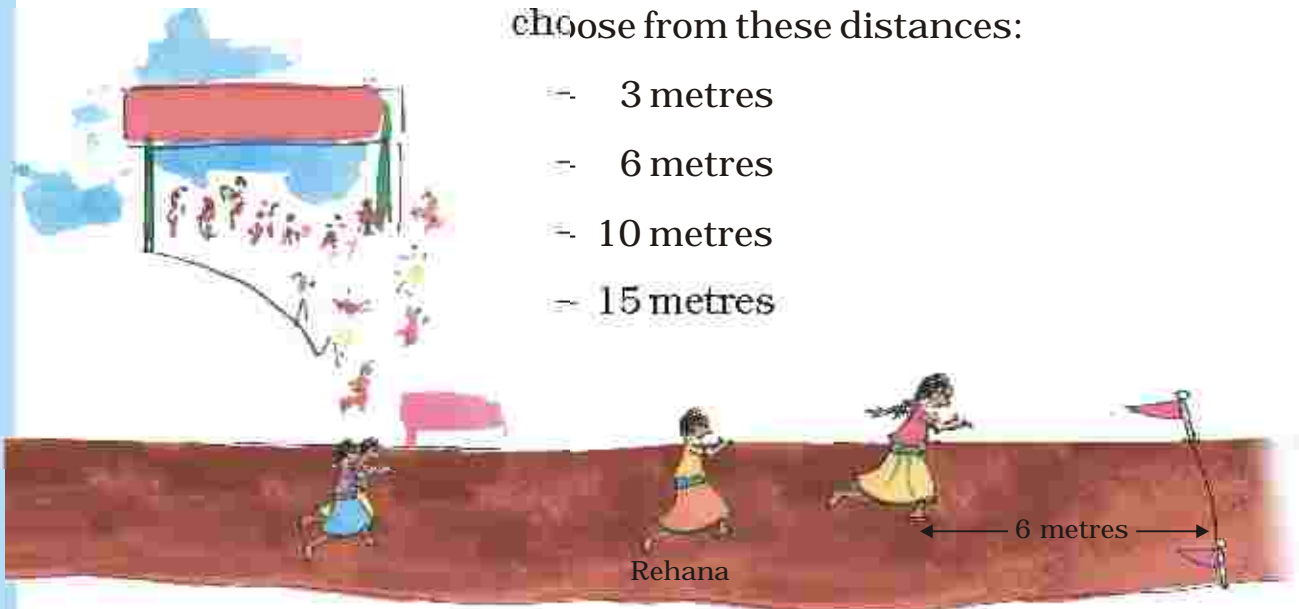 choose from these distances:
- 3 metres
- 6 metres
- 10 metres
- 15 metres
6 metres
Rehana